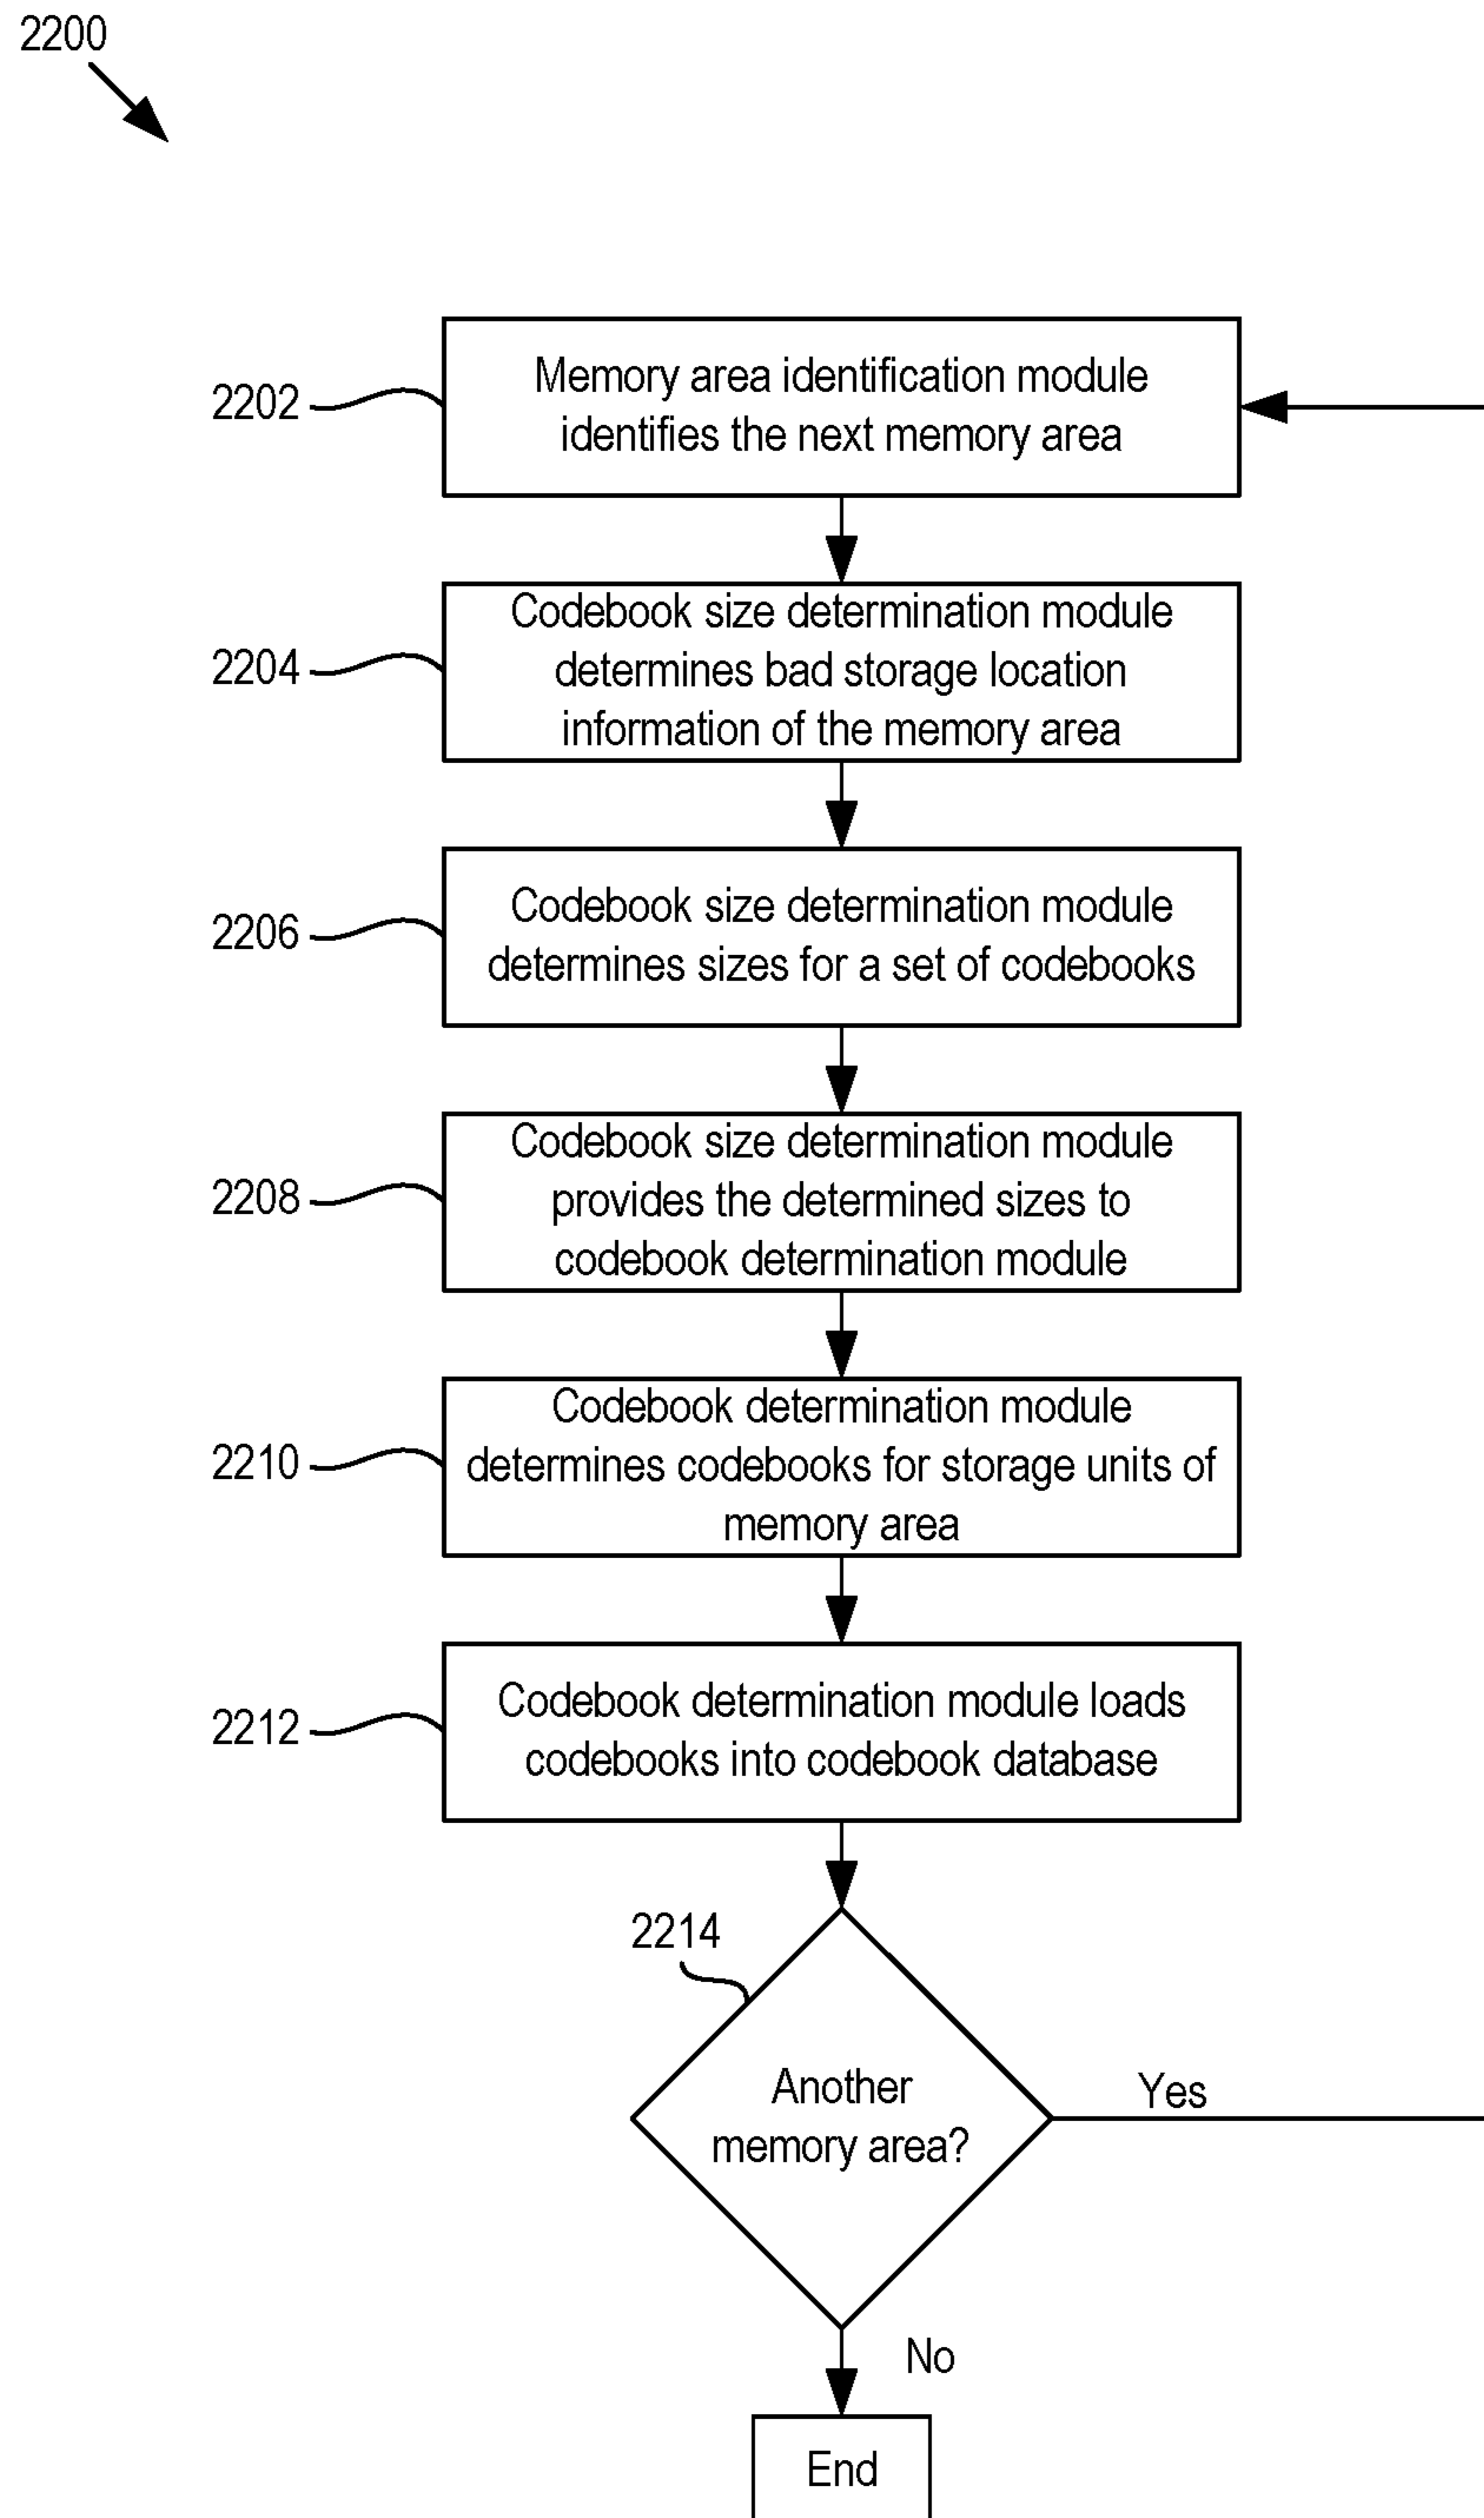 2200
2202
Memory area identification module
identifies the next memory area
2204
Codebook size determination module
determines bad storage location
information of the memory area
2206
Codebook size determination module
determines sizes for a set of codebooks
2208
Codebook size determination module
provides the determined sizes to
codebook determination module
2210
Codebook determination module
determines codebooks for storage units of
memory area
2212
Codebook determination module loads
codebooks into codebook database
2214
Another
memory area?
Yes
No
End